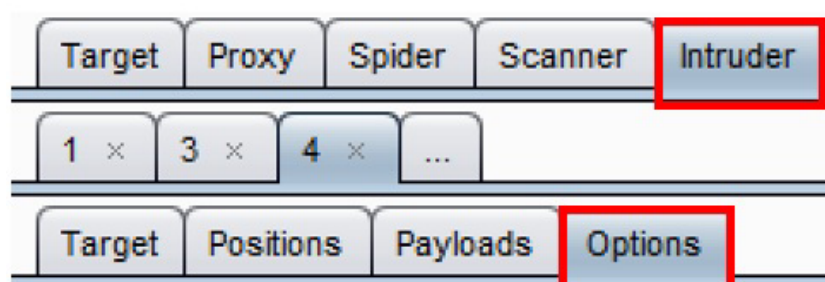 Target Proxy Spider Scanner Intruder
1 × 3 × 4 × ...
Target Positions Payloads Options